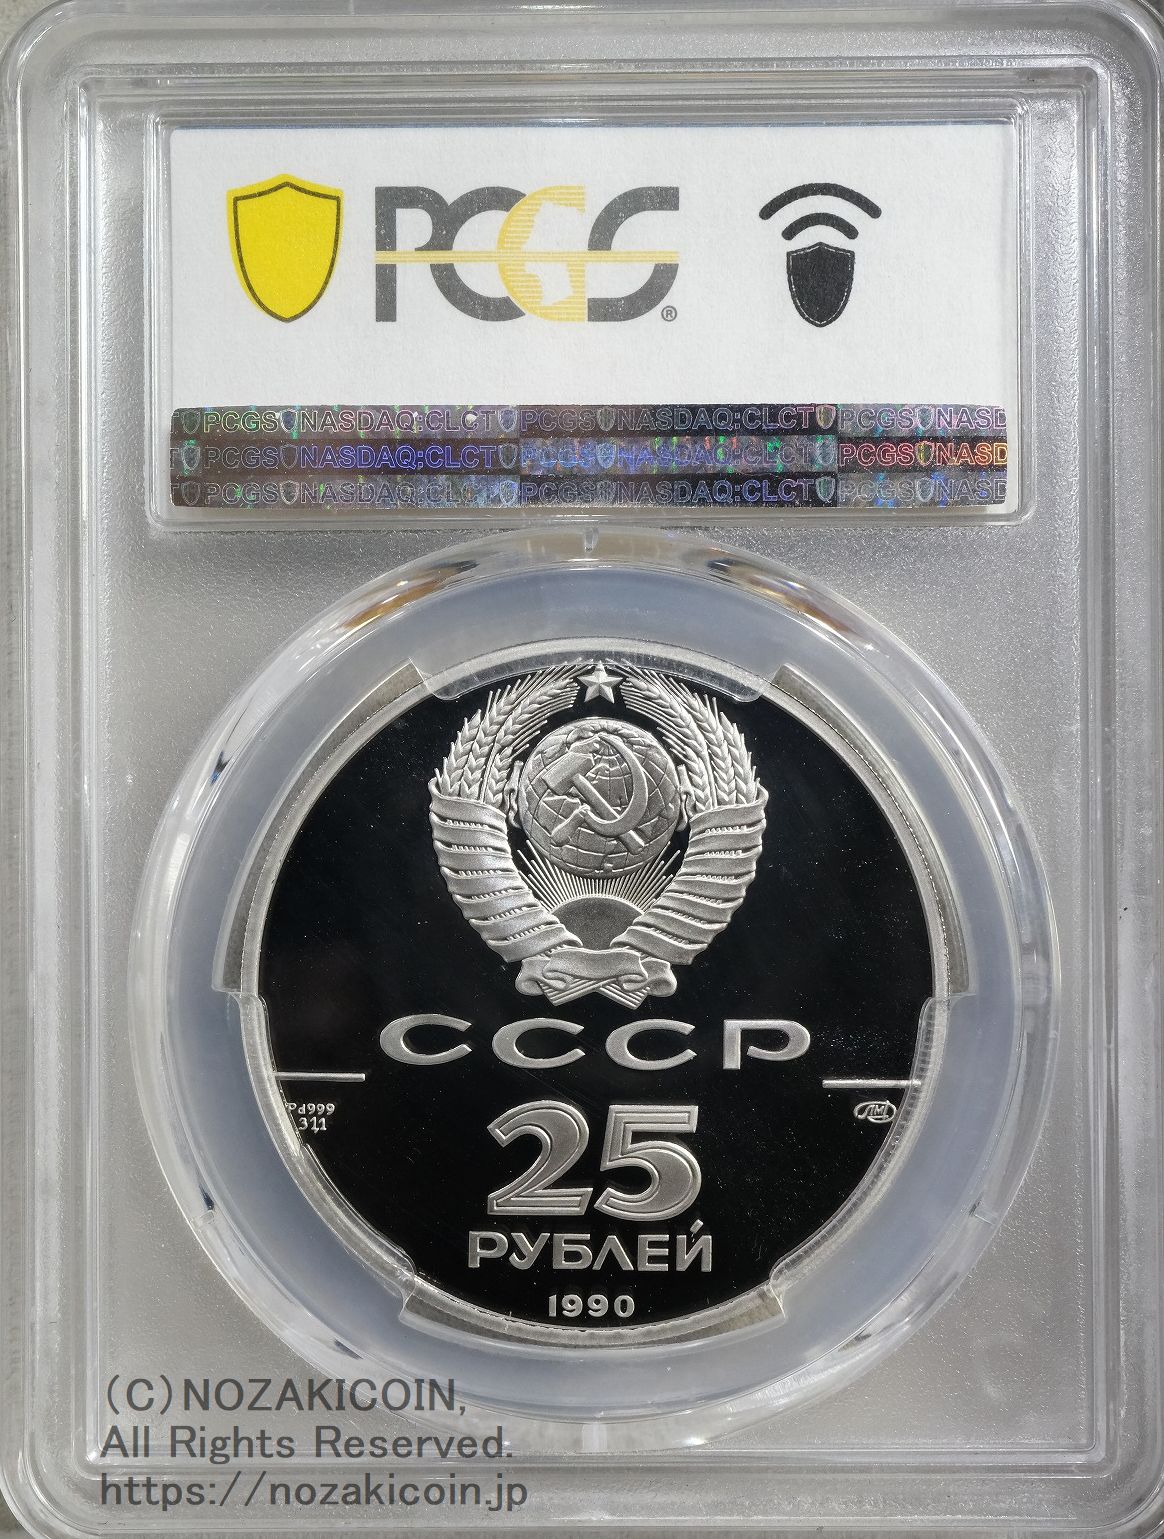 PCGS®
PCGS NASDAQ:CLCT PCGS NASDAQ:CLCT PCGS NASD
T PCGS NASDAQ:CLCT PCGS NASDAQ:CLCT PCGS NASD
PCGS NASDAQ:CLCT PCGS NASDAQ:CLCT PCGS NASD
СССР
Pd999
31,1
ЛМД
25
РУБЛЕЙ
1990
(C)NOZAKICOIN,
All Rights Reserved.
https://nozakicoin.jp